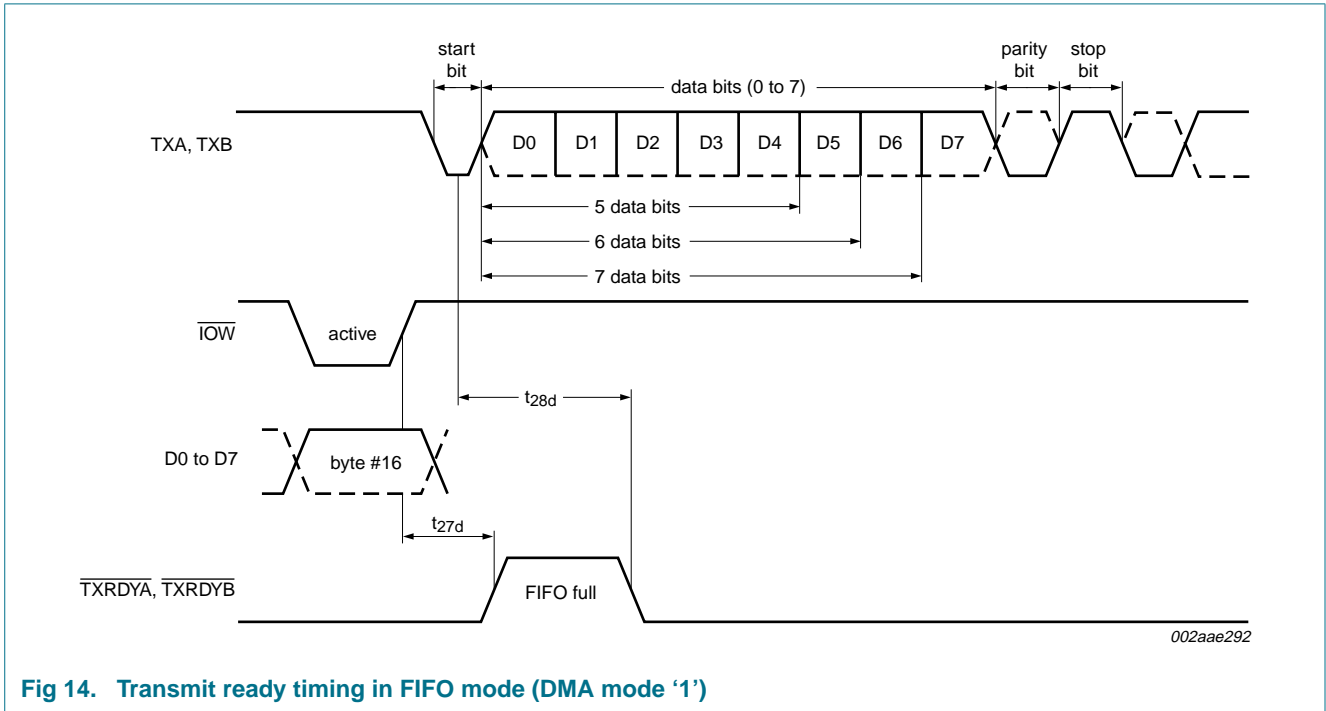 start
bit
data bits (0 to 7)
parity
bit
stop
bit
TXA, TXB
D0 D1 D2 D3 D4 D5 D6 D7
5 data bits
6 data bits
7 data bits
IOW
active
t28d
D0 to D7
byte #16
t27d
TXRDYA, TXRDYB
FIFO full
002aae292
Fig 14. Transmit ready timing in FIFO mode (DMA mode ‘1’)